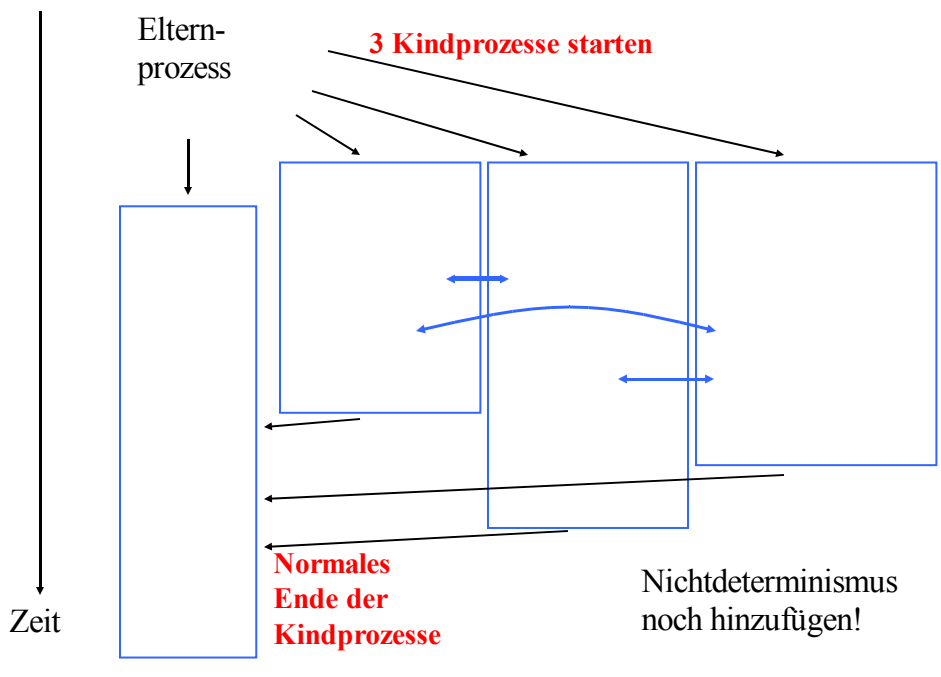 Eltern-
prozess
3 Kindprozesse starten
Normales
Ende der
Kindprozesse
Nichtdeterminismus
noch hinzufügen!
Zeit